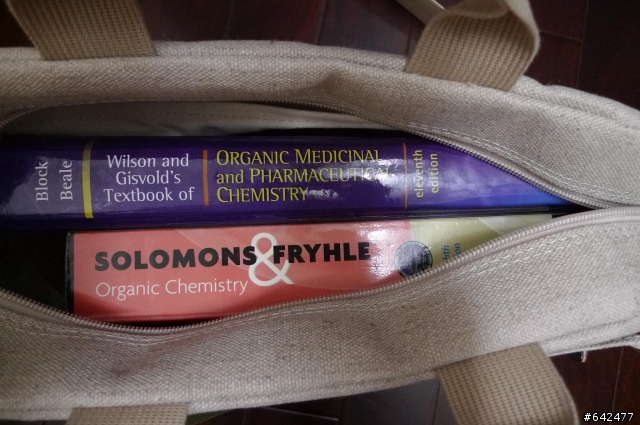 Block
Beale
Wilson and
Gisvold's
Textbook of
ORGANIC MEDICINAL
and PHARMACEUTICAL
CHEMISTRY
eleventh
edition
SOLOMONS & FRYHLE
Organic Chemistry
#642477